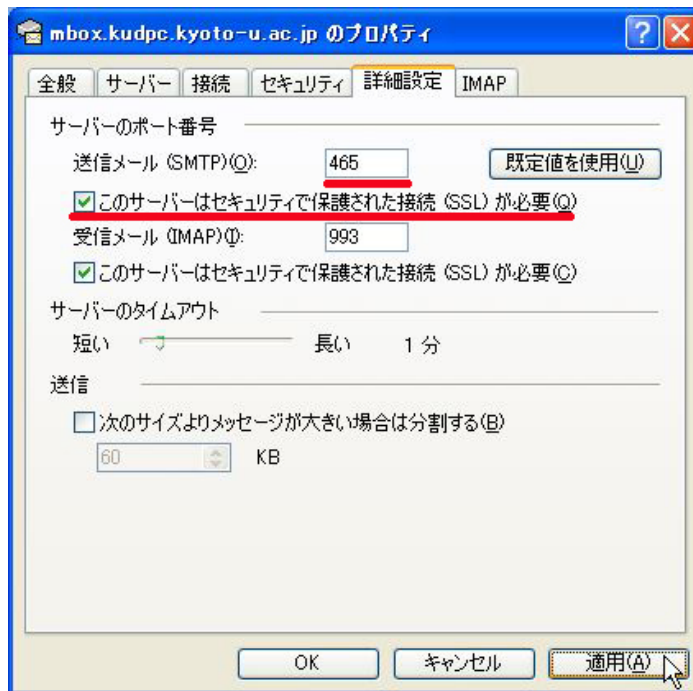 mbox.kudpc.kyoto-u.ac.jp のプロパティ
全般 サーバー 接続 セキュリティ 詳細設定 IMAP
サーバーのポート番号
送信メール (SMTP)(O): 465 既定値を使用(U)
このサーバーはセキュリティで保護された接続 (SSL) が必要(Q)
受信メール (IMAP)(I): 993
このサーバーはセキュリティで保護された接続 (SSL) が必要(C)
サーバーのタイムアウト
短い 長い 1 分
送信
次のサイズよりメッセージが大きい場合は分割する(B)
60 KB
OK キャンセル 適用(A)